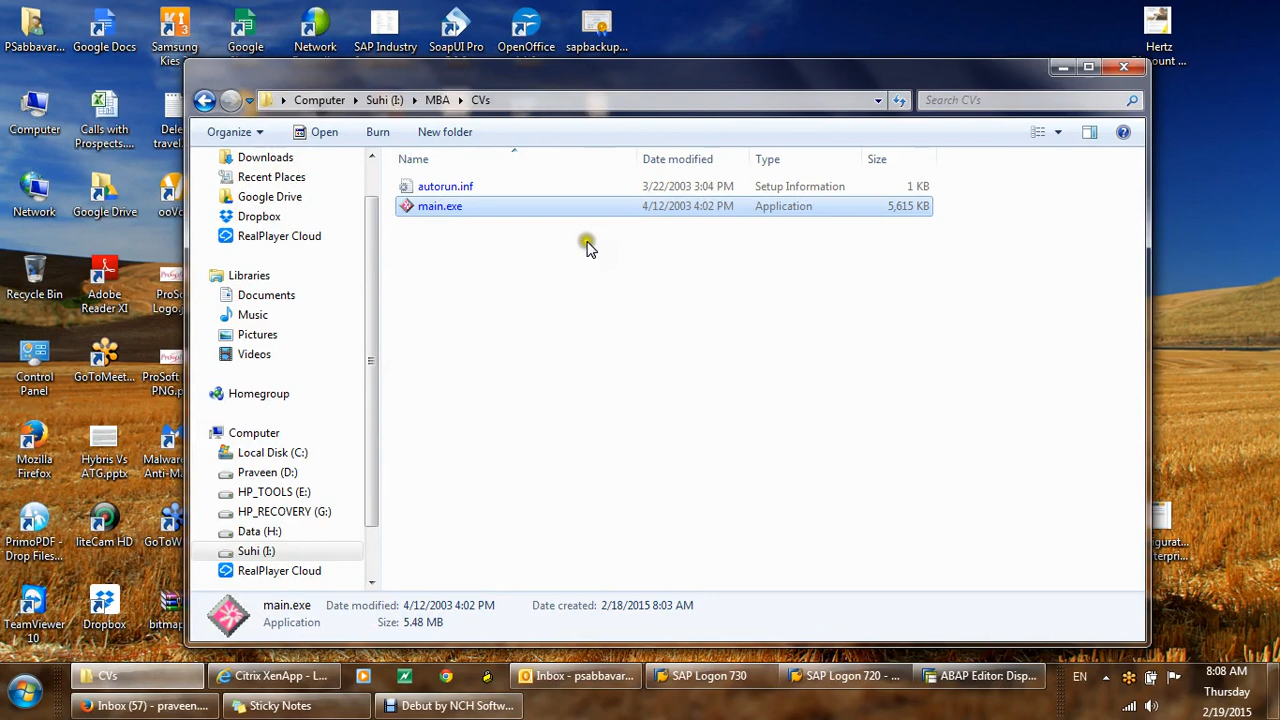 PSabbavar...
Google Docs
Samsung Kies
Google
Network
SAP Industry
SoapUI Pro
OpenOffice
sapbackup...
Hertz
Computer
Suhi (I:)
MBA
CVs
Search CVs
Organize
Open
Burn
New folder
Computer
Calls with Prospects....
Dele
travel.
Network
Google Drive
ooVo
Recycle Bin
Adobe Reader XI
ProS
Logo.j
Control Panel
GoToMeet...
ProSoft
PNG.p
Mozilla Firefox
Hybris Vs ATG.pptx
Malware
Anti-M
PrimoPDF - Drop Files...
liteCam HD
GoToW
TeamViewer 10
Dropbox
bitmap
Downloads
Recent Places
Google Drive
Dropbox
RealPlayer Cloud
Libraries
Documents
Music
Pictures
Videos
Homegroup
Computer
Local Disk (C:)
Praveen (D:)
HP_TOOLS (E:)
HP_RECOVERY (G:)
Data (H:)
Suhi (I:)
RealPlayer Cloud
Name Date modified Type Size
autorun.inf 3/22/2003 3:04 PM Setup Information 1 KB
main.exe 4/12/2003 4:02 PM Application 5,615 KB
main.exe Date modified: 4/12/2003 4:02 PM Date created: 2/18/2015 8:03 AM
Application Size: 5.48 MB
CVs
Citrix XenApp - L...
Inbox - psabbavar...
SAP Logon 730
SAP Logon 720 - ...
ABAP Editor: Disp...
EN
8:08 AM
Thursday
2/19/2015
Inbox (57) - praveen....
Sticky Notes
Debut by NCH Softw...